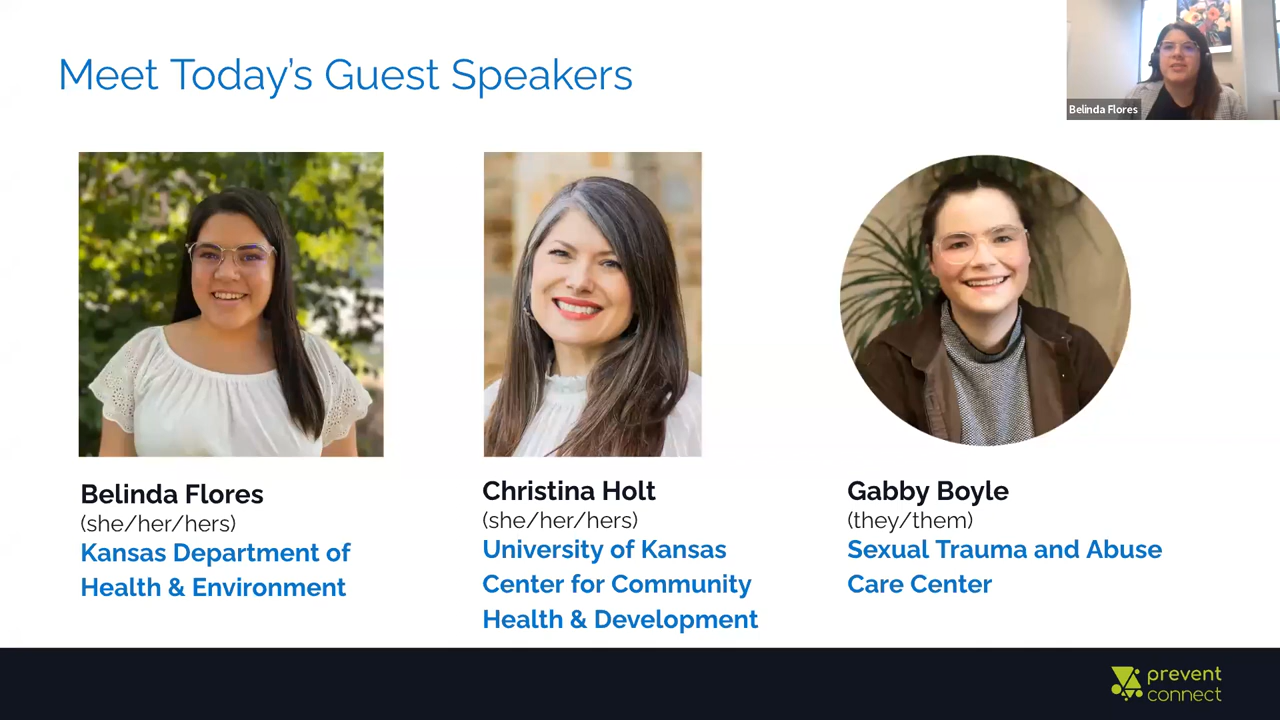 Meet Today's Guest Speakers
Belinda Flores
Belinda Flores
(she/her/hers)
Kansas Department of
Health & Environment
Christina Holt
(she/her/hers)
University of Kansas
Center for Community
Health & Development
Gabby Boyle
(they/them)
Sexual Trauma and Abuse
Care Center
prevent
connect